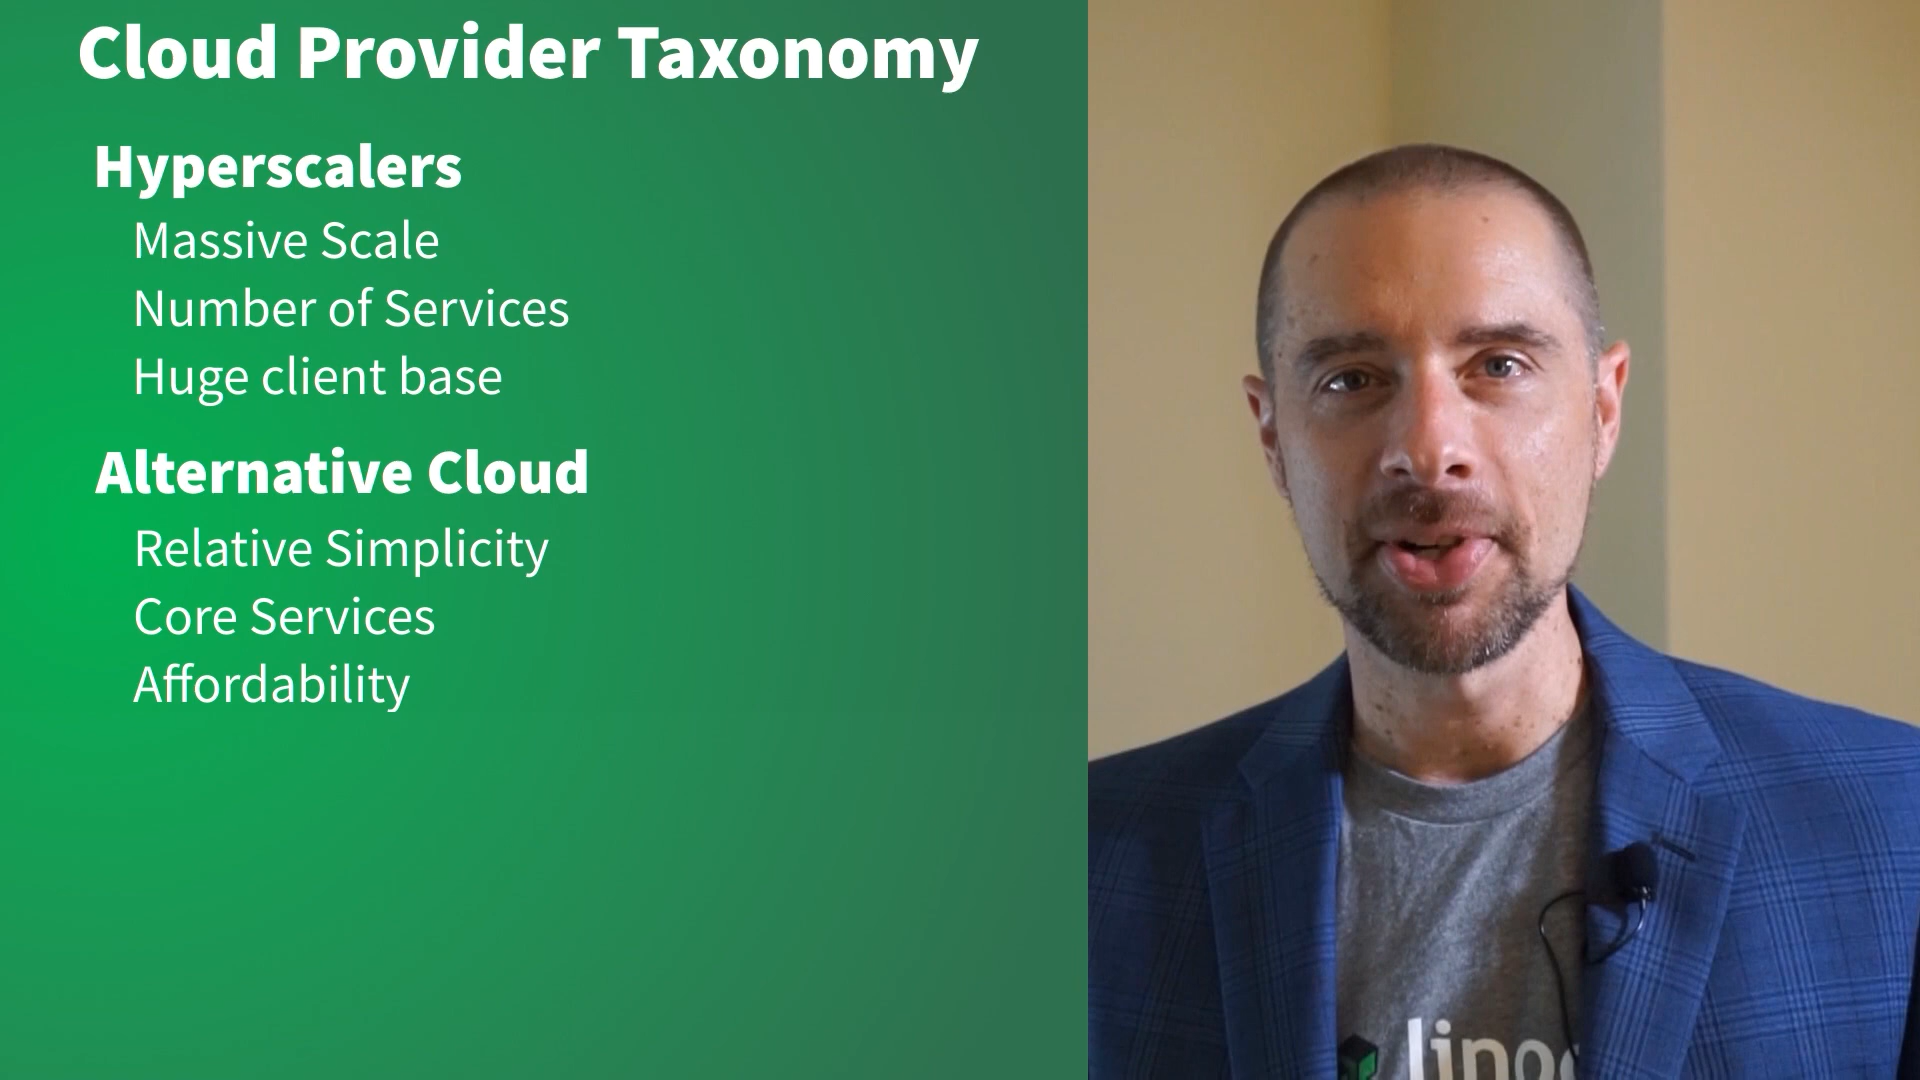 Cloud Provider Taxonomy
Hyperscalers
Massive Scale
Number of Services
Huge client base
Alternative Cloud
Relative Simplicity
Core Services
Affordability